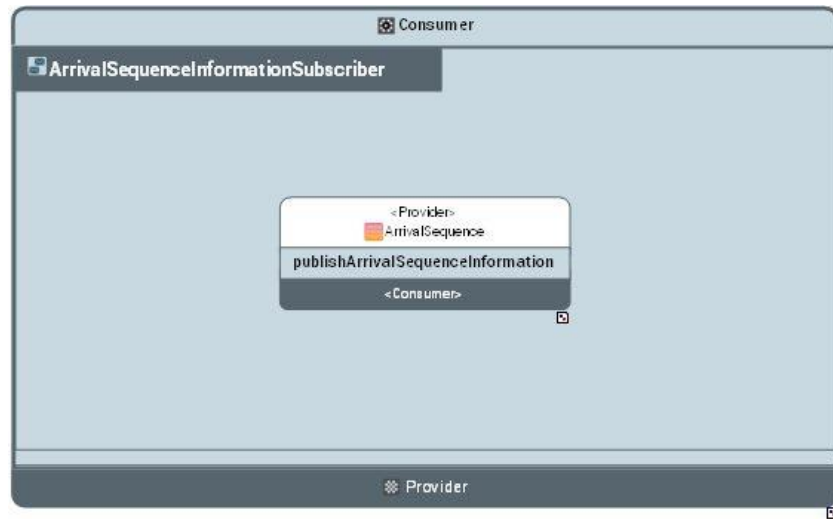 Consumer
ArrivalSequenceInformationSubscriber
<Provider>
ArrivalSequence
publishArrivalSequenceInformation
<Consumer>
Provider